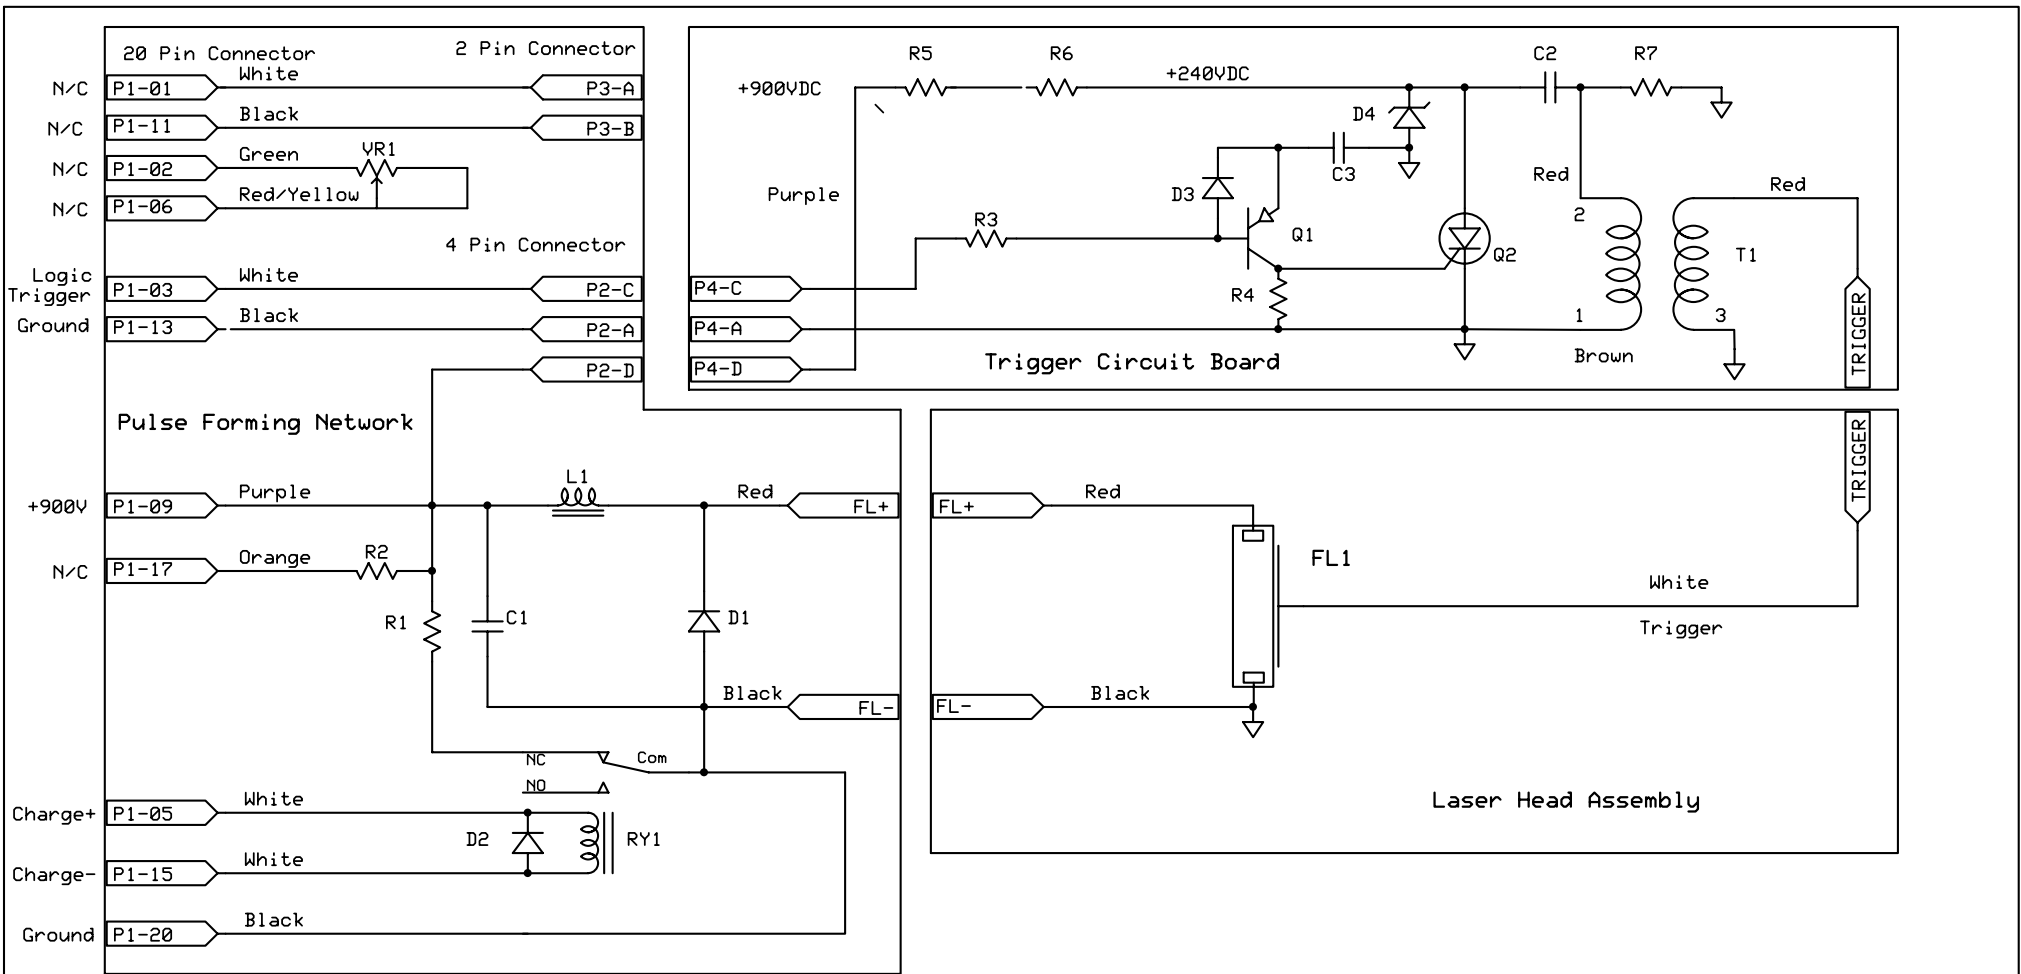 20 Pin Connector
2 Pin Connector
N/C P1-01 White P3-A
N/C P1-11 Black P3-B
N/C P1-02 Green VR1
N/C P1-06 Red/Yellow
4 Pin Connector
Logic
Trigger P1-03 White P2-C
Ground P1-13 Black P2-A
P2-D
Pulse Forming Network
+900V P1-09 Purple L1 Red FL+
N/C P1-17 Orange R2
R1 C1 D1
Black FL-
NC Com
NO
Charge+ P1-05 White
D2 RY1
Charge- P1-15 White
Ground P1-20 Black
R5 R6 C2 R7
+900VDC +240VDC
D4
C3
Purple D3 Red Red
R3 Q1 2
Q2 T1
P4-C R4
P4-A 1 3
P4-D Trigger Circuit Board Brown
TRIGGER
TRIGGER
FL+ Red
FL1
White
Trigger
FL- Black
Laser Head Assembly